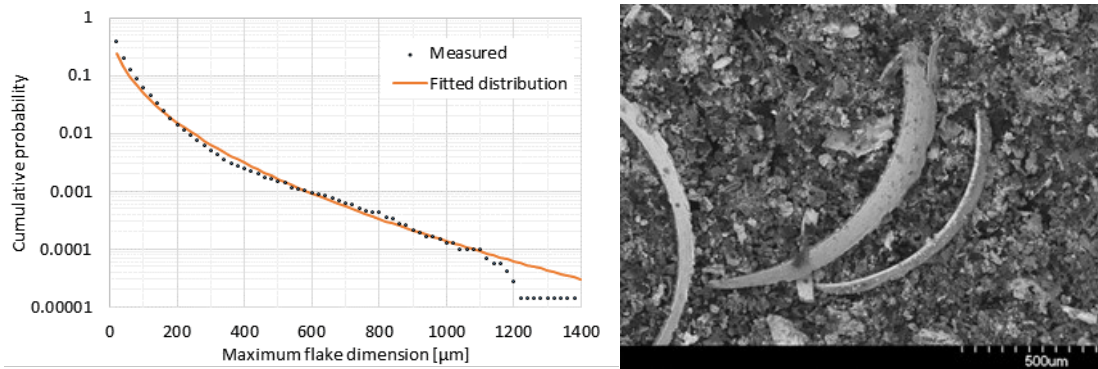 1
0.1
0.01
0.001
0.0001
0.00001
Cumulative probability
Measured
Fitted distribution
0 200 400 600 800 1000 1200 1400
Maximum flake dimension [µm]
500um